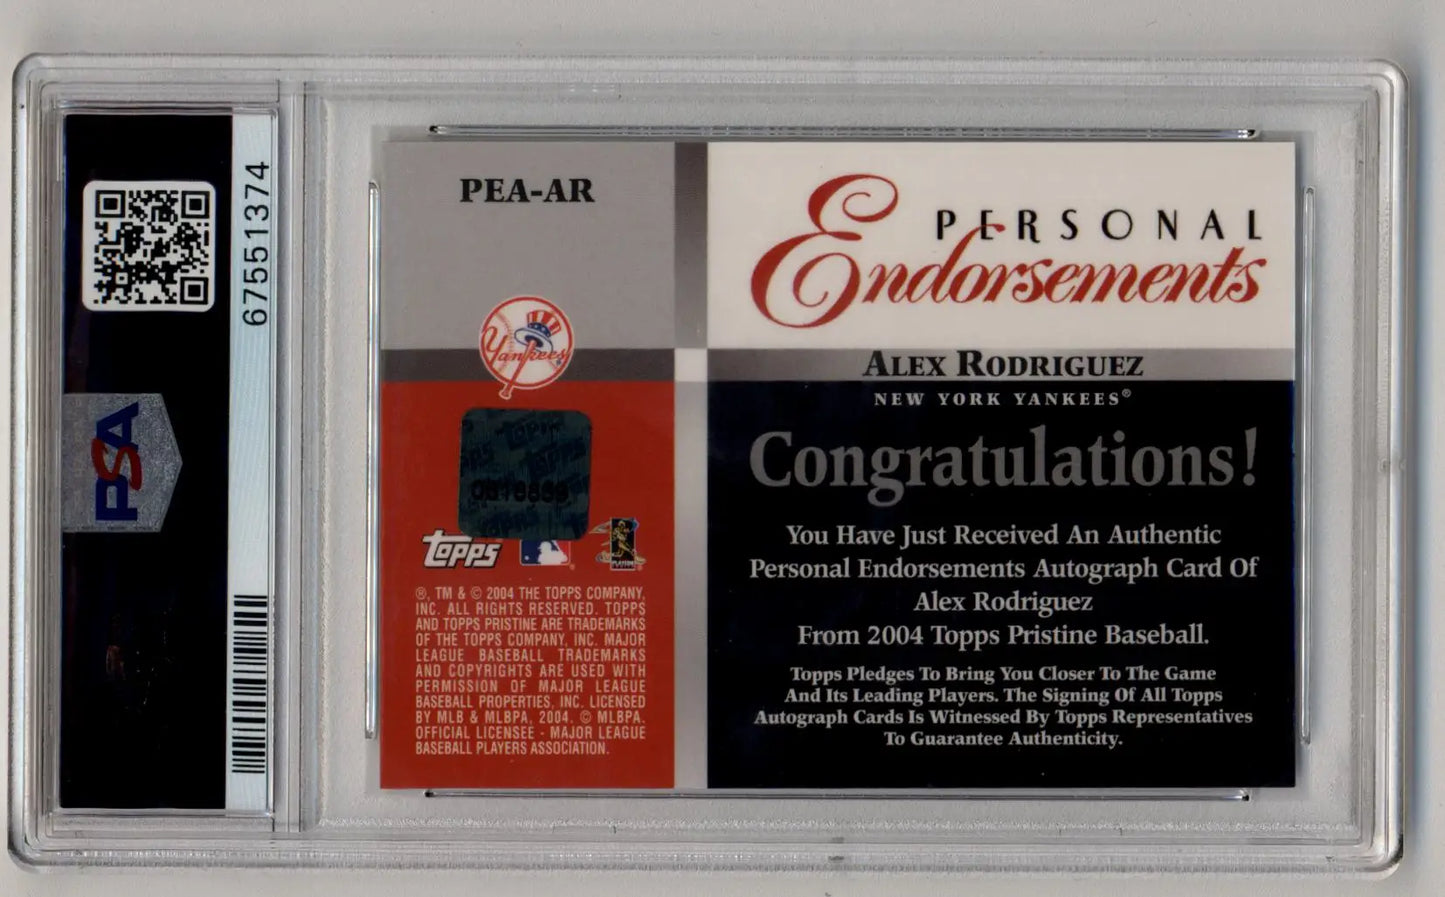 67551374
PSA
PEA-AR
Yankees
topps
®, TM & © 2004 THE TOPPS COMPANY,
INC. ALL RIGHTS RESERVED. TOPPS
AND TOPPS PRISTINE ARE TRADEMARKS
OF THE TOPPS COMPANY, INC. MAJOR
LEAGUE BASEBALL TRADEMARKS
AND COPYRIGHTS ARE USED WITH
PERMISSION OF MAJOR LEAGUE
BASEBALL PROPERTIES, INC. LICENSED
BY MLB & MLBPA, 2004. © MLBPA.
OFFICIAL LICENSEE - MAJOR LEAGUE
BASEBALL PLAYERS ASSOCIATION.
PERSONAL
Endorsements
ALEX RODRIGUEZ
NEW YORK YANKEES®
Congratulations!
You Have Just Received An Authentic
Personal Endorsements Autograph Card Of
Alex Rodriguez
From 2004 Topps Pristine Baseball.
Topps Pledges To Bring You Closer To The Game
And Its Leading Players. The Signing Of All Topps
Autograph Cards Is Witnessed By Topps Representatives
To Guarantee Authenticity.